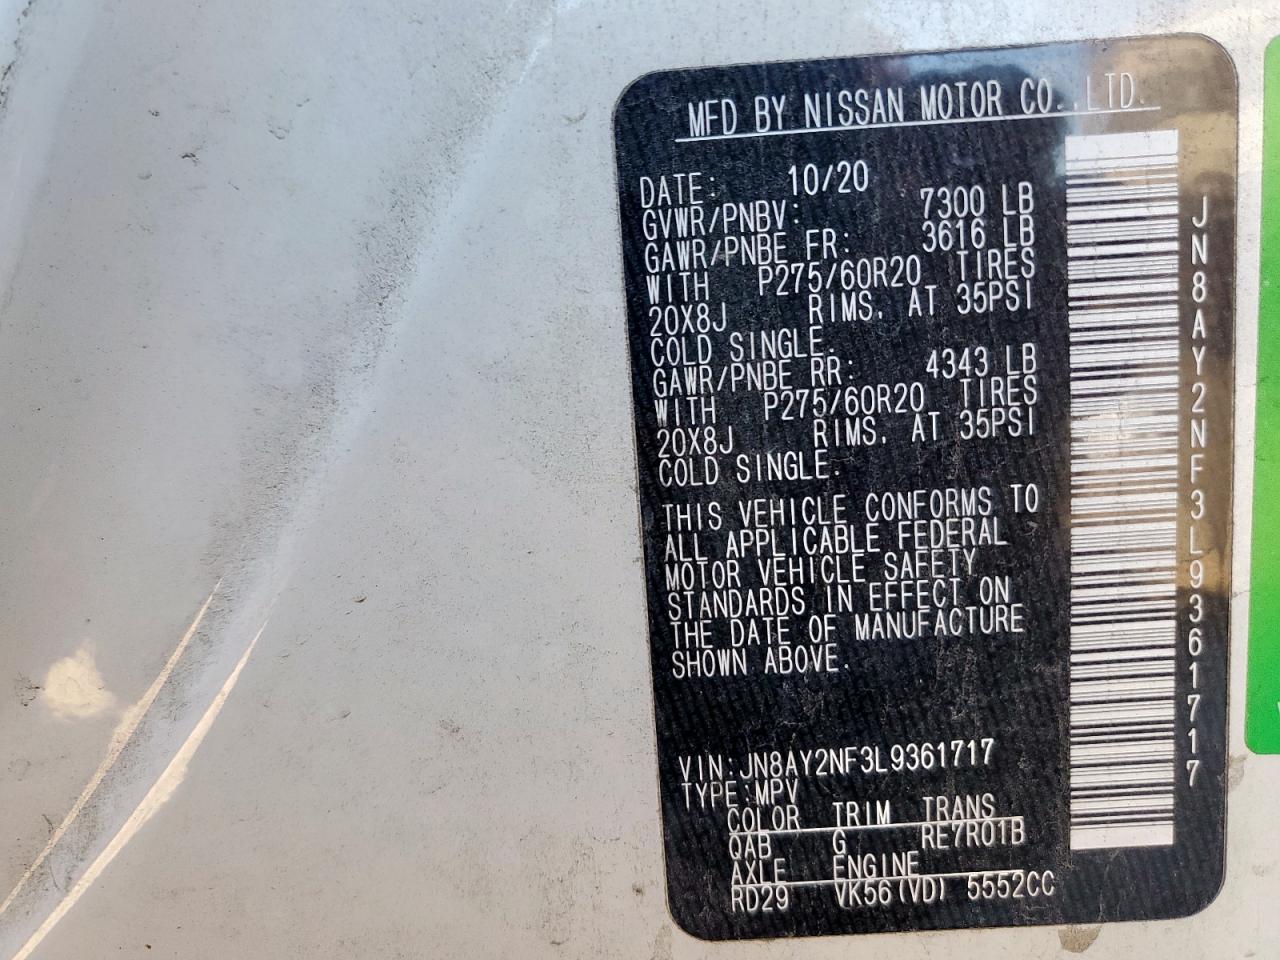 MFD BY NISSAN MOTOR CO.,LTD.
DATE: 10/20
GVWR/PNBV: 7300 LB
GAWR/PNBE FR: 3616 LB
WITH P275/60R20 TIRES
20X8J RIMS. AT 35PSI
COLD SINGLE.
GAWR/PNBE RR: 4343 LB
WITH P275/60R20 TIRES
20X8J RIMS. AT 35PSI
COLD SINGLE.
THIS VEHICLE CONFORMS TO
ALL APPLICABLE FEDERAL
MOTOR VEHICLE SAFETY
STANDARDS IN EFFECT ON
THE DATE OF MANUFACTURE
SHOWN ABOVE.
VIN:JN8AY2NF3L9361717
TYPE:MPV
COLOR TRIM TRANS
QAB G RE7R01B
AXLE ENGINE
RD29 VK56(VD) 5552CC
JN8AY2NF3L9361717